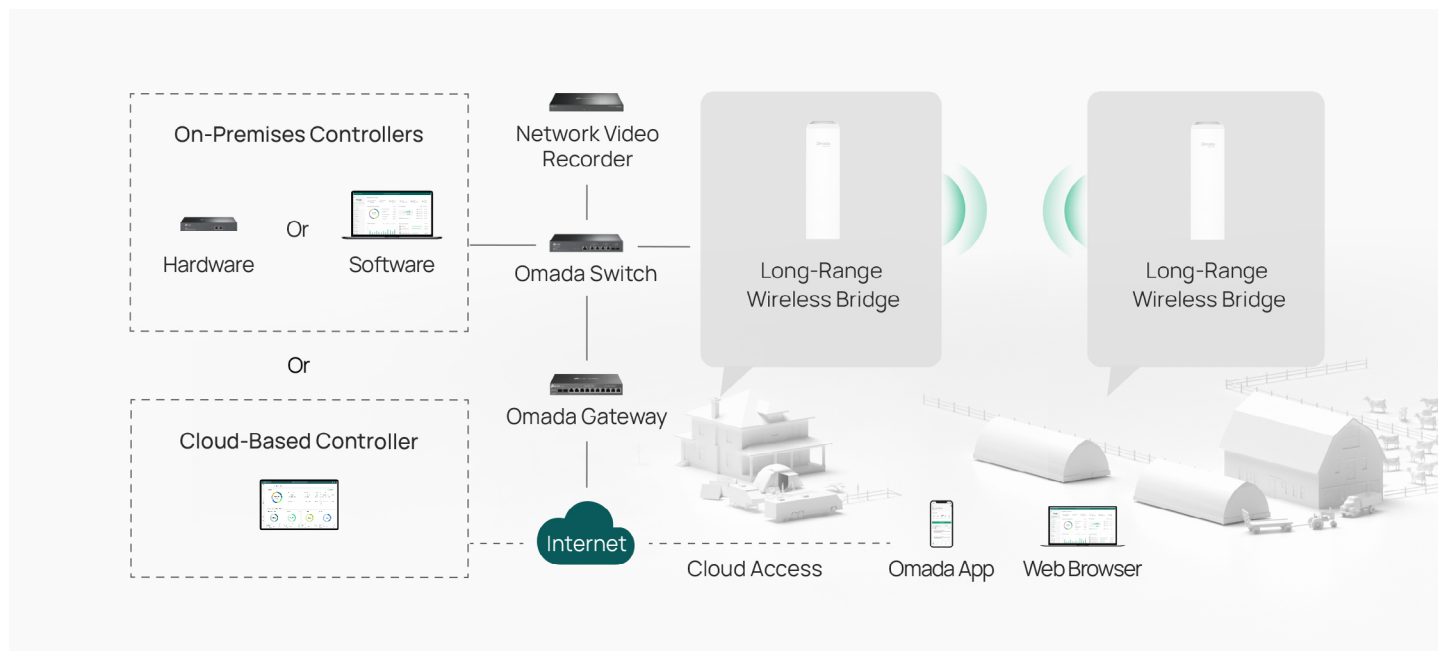 On-Premises Controllers
Hardware
Or
Software
Or
Cloud-Based Controller
Network Video
Recorder
Omada Switch
Omada Gateway
Internet
Cloud Access
Omada App
Web Browser
Long-Range
Wireless Bridge
Long-Range
Wireless Bridge